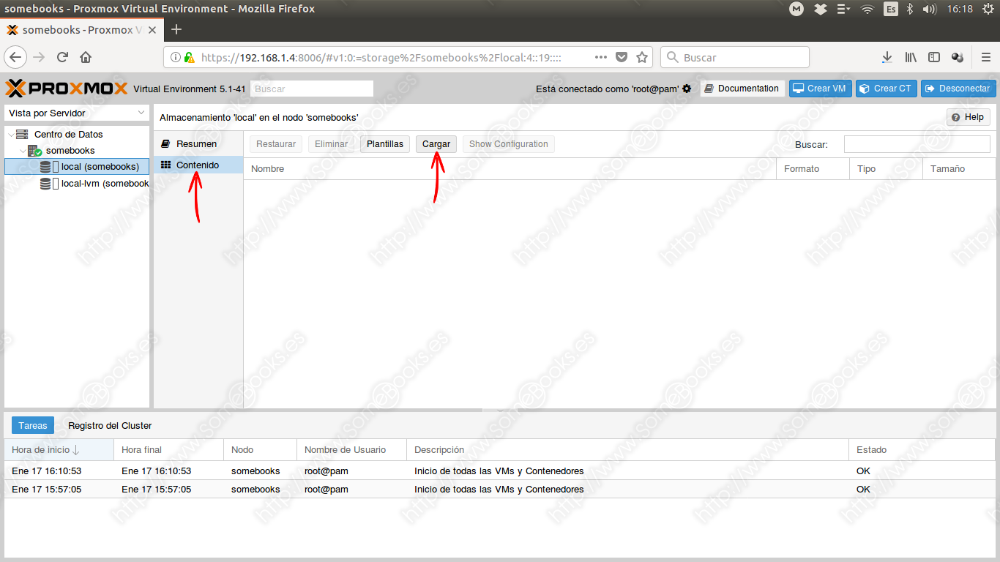 somebooks - Proxmox Virtual Environment - Mozilla Firefox
Es
16:18
somebooks - Proxmox V
https://192.168.1.4:8006/#v1:0:=storage%2Fsomebooks%2Flocal:4::19::::
Buscar
PROXMOX Virtual Environment 5.1-41
Buscar
Está conectado como 'root@pam'
Documentation
Crear VM
Crear CT
Desconectar
Vista por Servidor
Centro de Datos
somebooks
local (somebooks)
local-lvm (somebook
Almacenamiento 'local' en el nodo 'somebooks'
Help
Resumen
Contenido
Restaurar
Eliminar
Plantillas
Cargar
Show Configuration
Buscar:
Nombre
Formato
Tipo
Tamaño
Tareas
Registro del Cluster
Hora de inicio
Hora final
Nodo
Nombre de Usuario
Descripción
Estado
Ene 17 16:10:53 Ene 17 16:10:53 somebooks root@pam Inicio de todas las VMs y Contenedores OK
Ene 17 15:57:05 Ene 17 15:57:05 somebooks root@pam Inicio de todas las VMs y Contenedores OK
http://www.SomeBooks.es